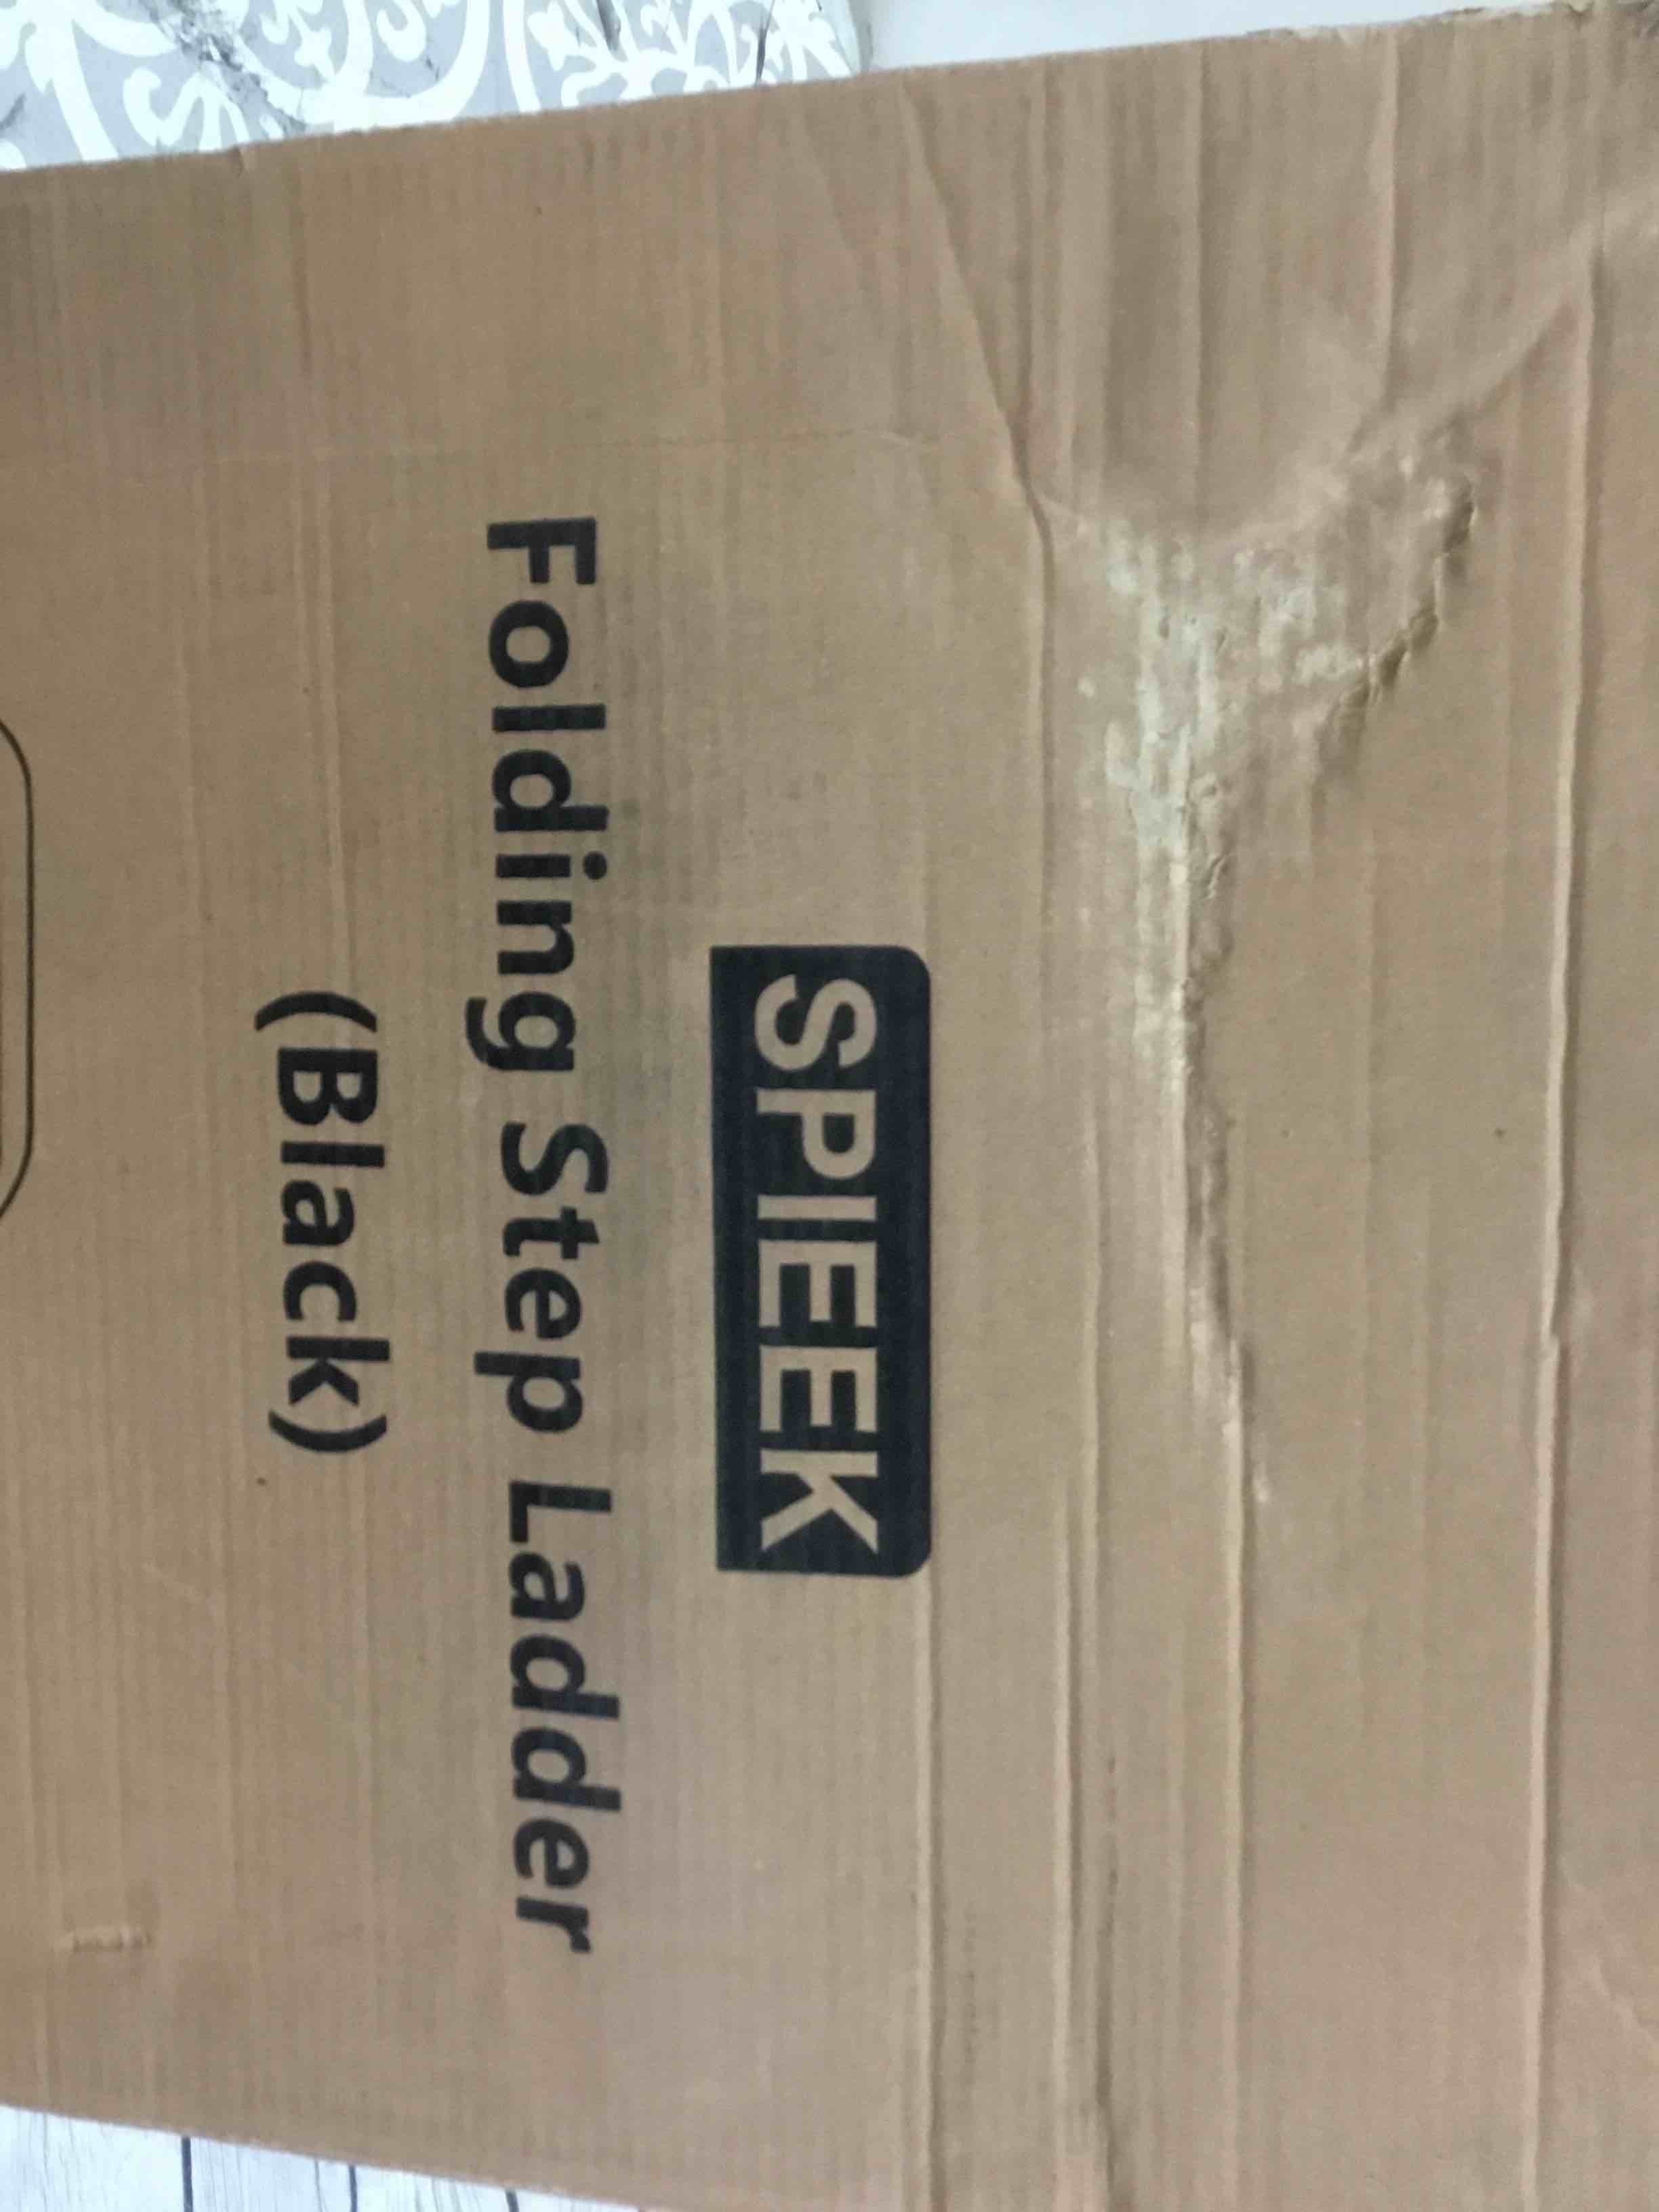 SPIEEK
Folding Step Ladder
(Black)